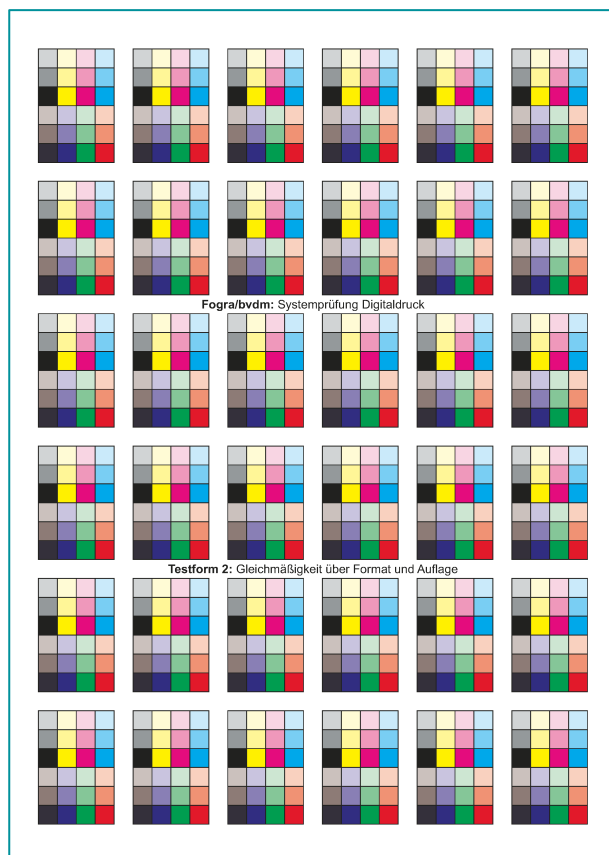 Fogra/bvdm: Systemprüfung Digitaldruck
Testform 2: Gleichmäßigkeit über Format und Auflage